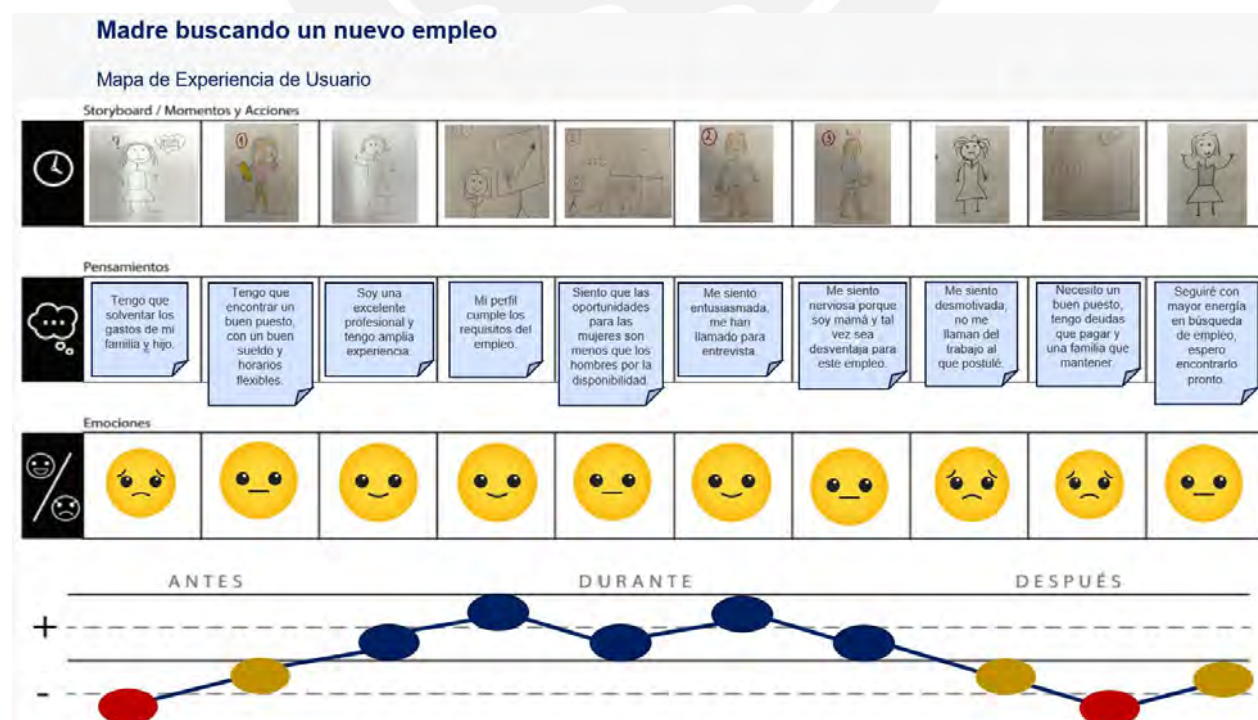 Madre buscando un nuevo empleo
Mapa de Experiencia de Usuario
Storyboard / Momentos y Acciones
1
2
3
Pensamientos
Tengo que
solventar los
gastos de mi
familia y hijo.
Tengo que
encontrar un
buen puesto,
con un buen
sueldo y
horarios
flexibles.
Soy una
excelente
profesional y
tengo amplia
experiencia.
Mi perfil
cumple los
requisitos del
empleo.
Siento que las
oportunidades
para las
mujeres son
menos que los
hombres por la
disponibilidad.
Me siento
entusiasmada,
me han
llamado para
entrevista.
Me siento
nerviosa porque
soy mamá y tal
vez sea
desventaja para
este empleo.
Me siento
desmotivada,
no me
llaman del
trabajo al
que postulé.
Necesito un
buen puesto,
tengo deudas
que pagar y
una familia que
mantener.
Seguiré con
mayor energía
en búsqueda
de empleo,
espero
encontrarlo
pronto.
Emociones
ANTES
DURANTE
DESPUÉS
+
-